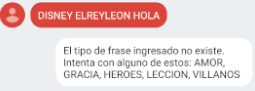 DISNEY ELREYLEON HOLA
El tipo de frase ingresado no existe.
Intenta con alguno de estos: AMOR,
GRACIA, HEROES, LECCION, VILLANOS